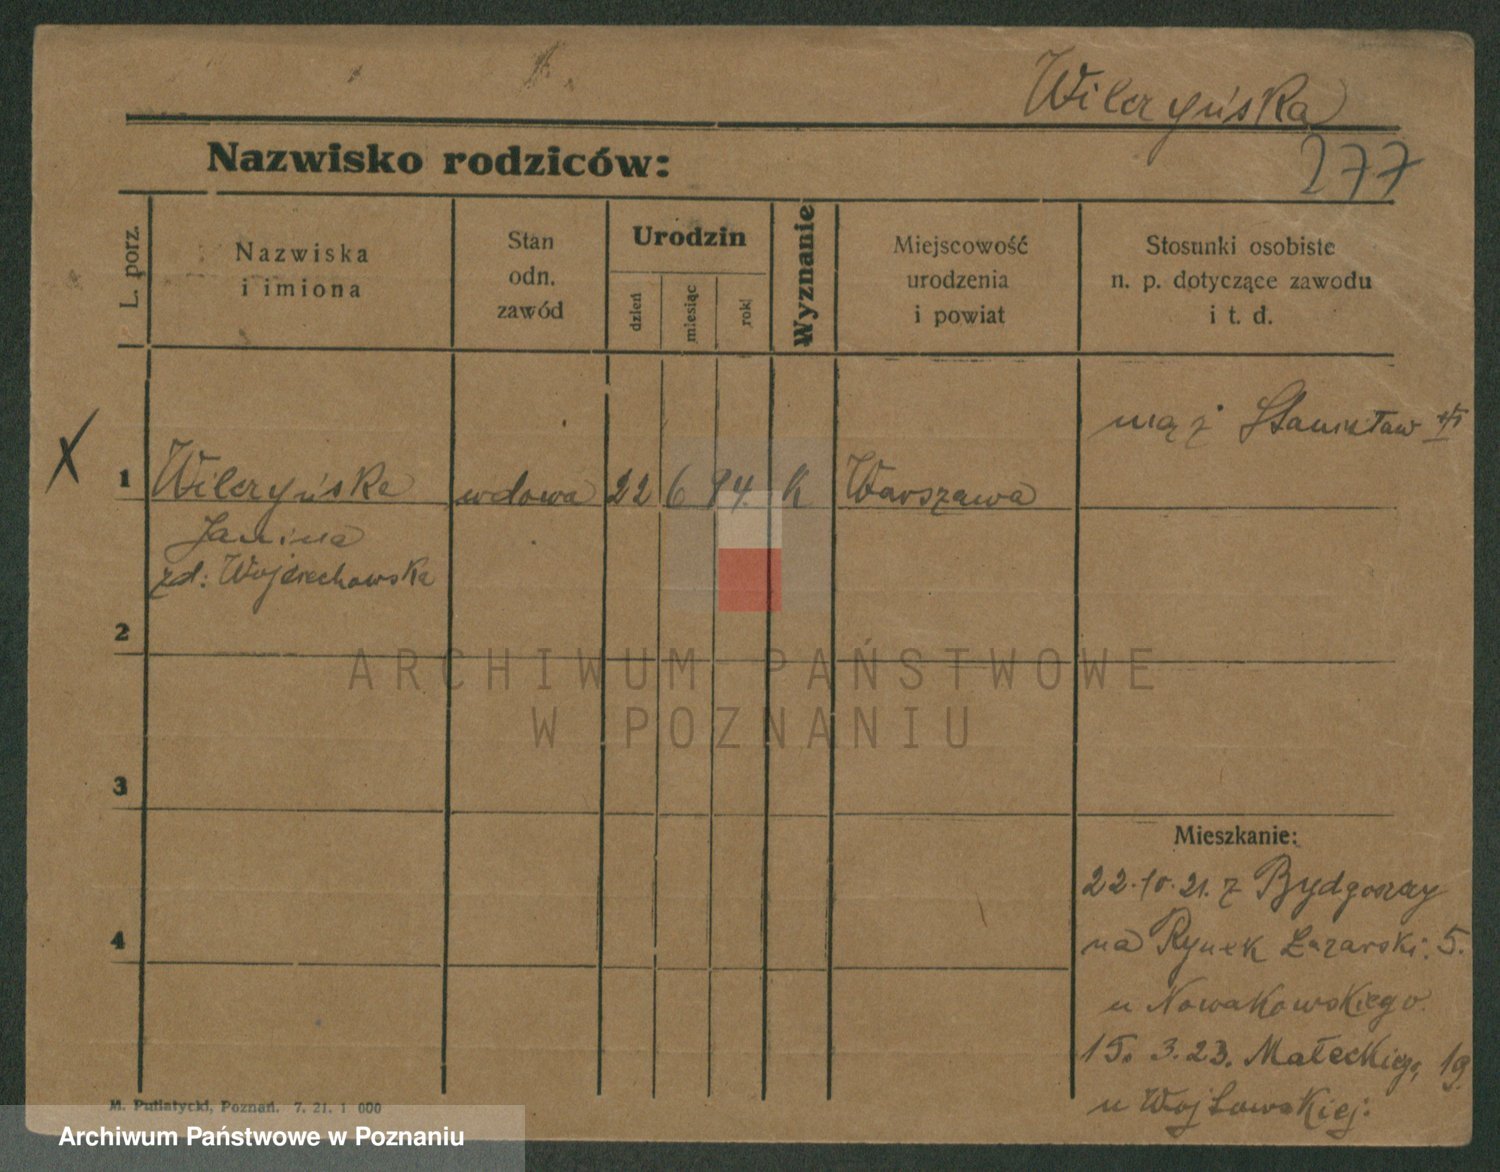 Wilczyńska
277
Nazwisko rodziców:
L. porz.
Nazwiska
i imiona
Stan
odn.
zawód
Urodzin
dzień
miesiąc
rok
Wyznanie
Miejscowość
urodzenia
i powiat
Stosunki osobiste
n. p. dotyczące zawodu
i t. d.
mąż Stanisław
X
1 Wilczyńska wdowa 22 6 94. K Warszawa
Janina
zd: Wojciechowska
2
ARCHIWUM PAŃSTWOWE
W POZNANIU
3
Mieszkanie:
22.10.21. z Bydgoszczy
4
na Rynek Łazarski: 5.
u Nowakowskiego
15. 3.23. Małeckiego, 19.
u Wojtowskiej:
M. Putiatycki, Poznań. 7. 21. 1 000
Archiwum Państwowe w Poznaniu